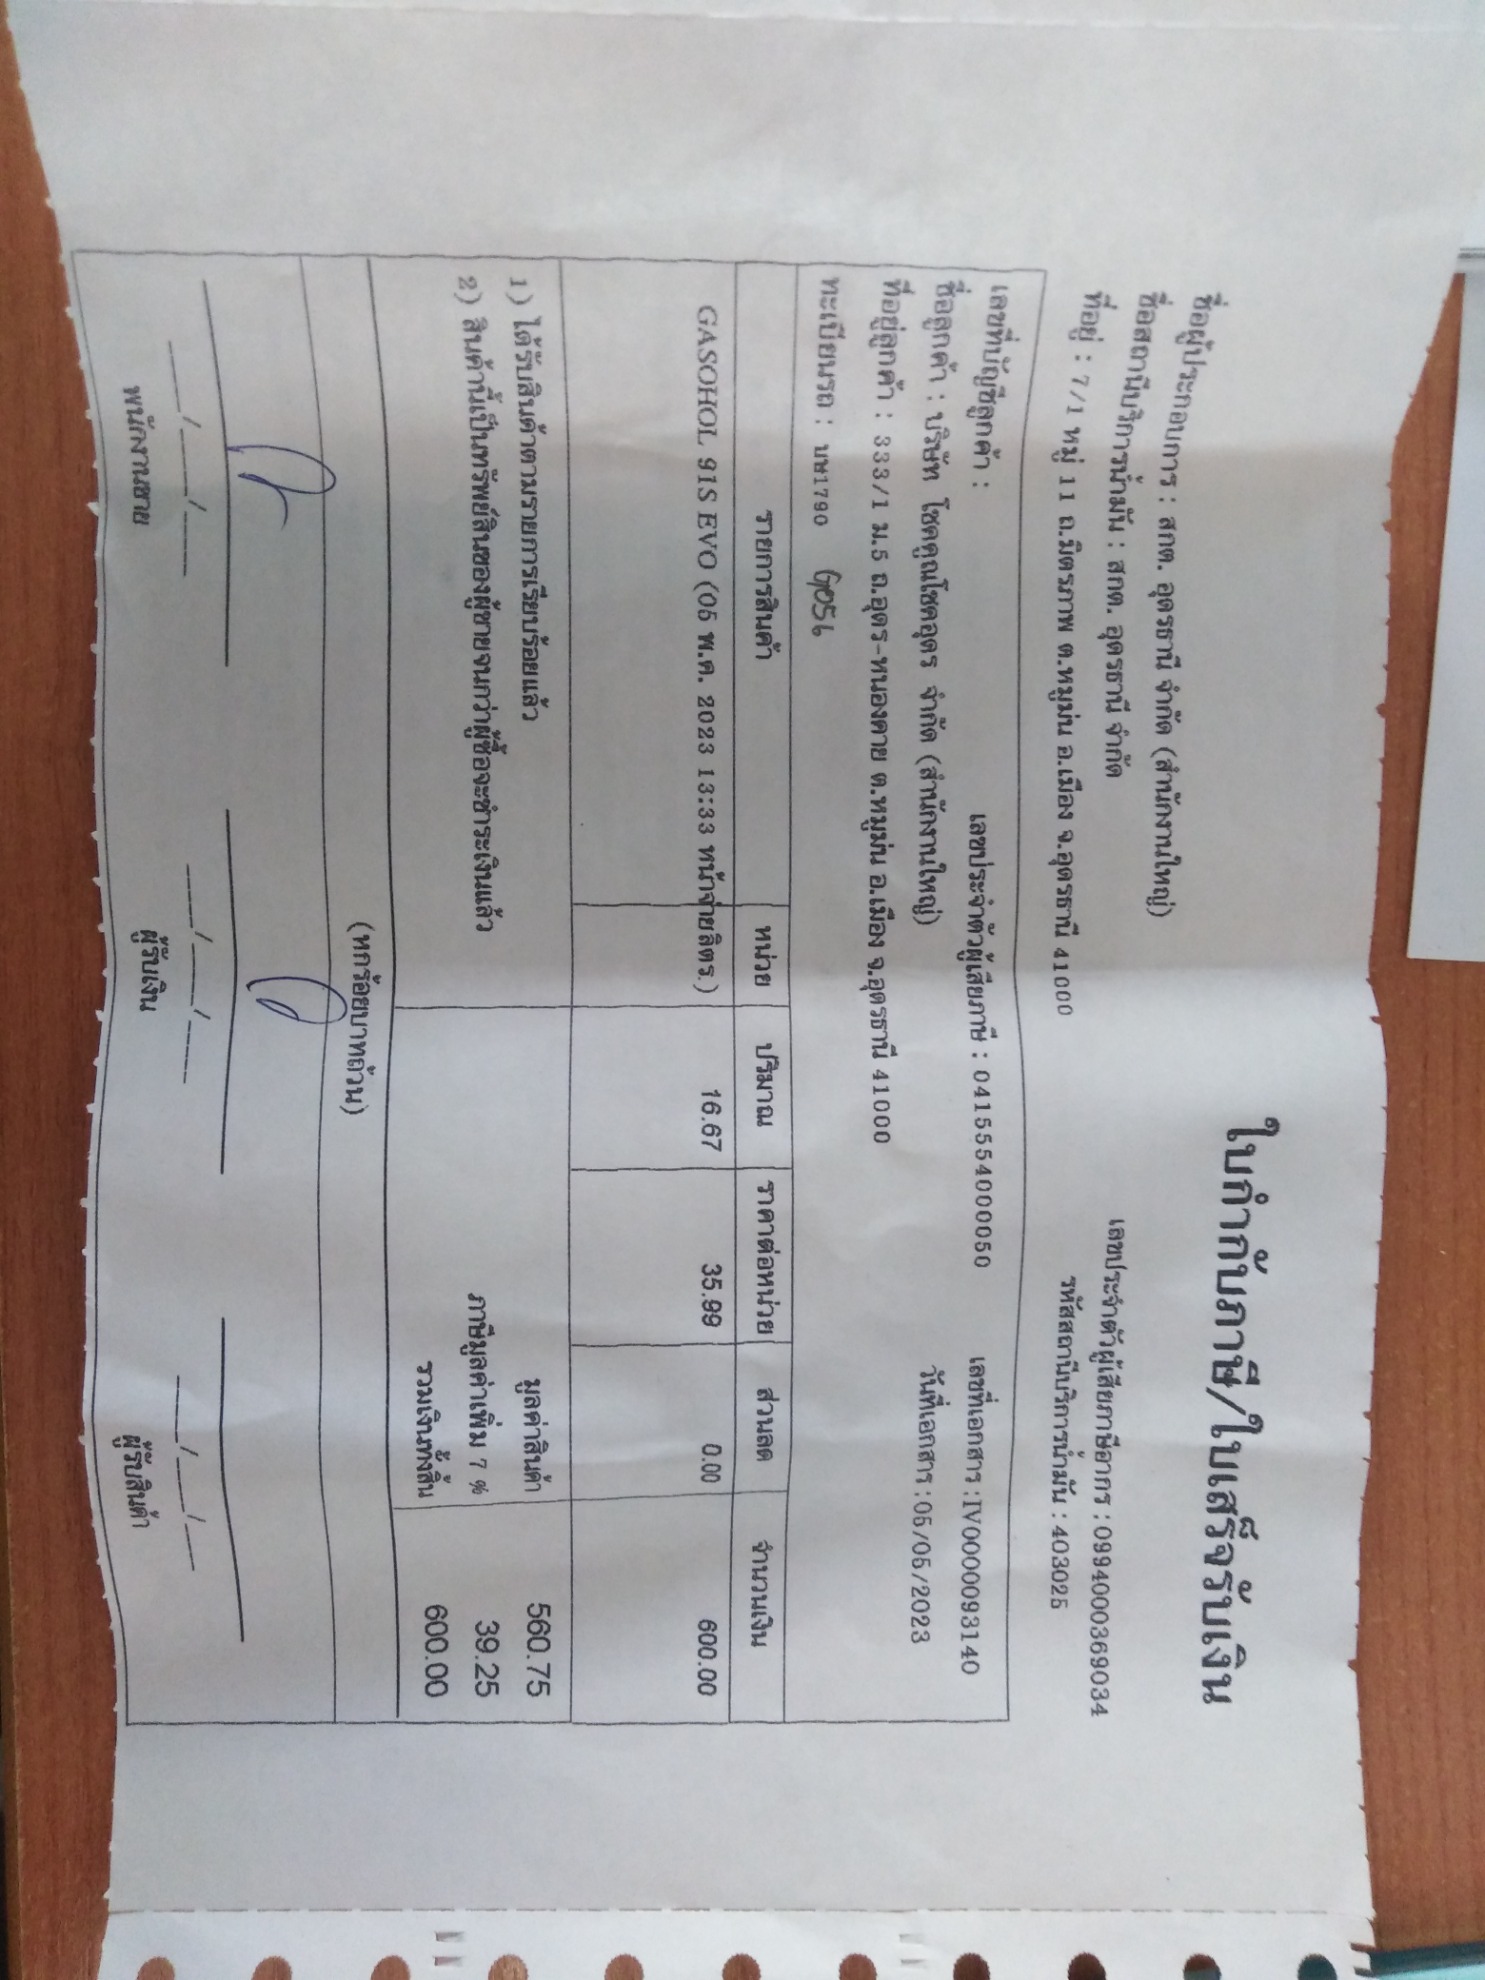 ใบกำกับภาษี/ใบเสร็จรับเงิน
ชื่อผู้ประกอบการ : สกต. อุดรธานี จำกัด (สำนักงานใหญ่) เลขประจำตัวผู้เสียภาษีอากร : 0994000369034
ชื่อสถานีบริการน้ำมัน : สกต. อุดรธานี จำกัด รหัสสถานีบริการน้ำมัน : 403025
ที่อยู่ : 7/1 หมู่ 11 ถ.มิตรภาพ ต.หมูม่น อ.เมือง จ.อุดรธานี 41000
เลขที่บัญชีลูกค้า : เลขประจำตัวผู้เสียภาษี : 0415554000050 เลขที่เอกสาร : IV0000093140
ชื่อลูกค้า : บริษัท โชคคูณโชคอุดร จำกัด (สำนักงานใหญ่) วันที่เอกสาร : 05/05/2023
ที่อยู่ลูกค้า : 333/1 ม.5 ถ.อุดร-หนองคาย ต.หมูม่น อ.เมือง จ.อุดรธานี 41000
ทะเบียนรถ : บษ1790 G056
รายการสินค้า หน่วย ปริมาณ ราคาต่อหน่วย ส่วนลด จำนวนเงิน
GASOHOL 91S EVO (05 พ.ค. 2023 13:33 หน้าจ่ายลิตร.) 16.67 35.99 0.00 600.00
1) ได้รับสินค้าตามรายการเรียบร้อยแล้ว มูลค่าสินค้า 560.75
2) สินค้านี้เป็นทรัพย์สินของผู้ขายจนกว่าผู้ซื้อจะชำระเงินแล้ว ภาษีมูลค่าเพิ่ม 7 % 39.25
รวมเงินทั้งสิ้น 600.00
(หกร้อยบาทถ้วน)
___/___/___ ___/___/___ ___/___/___
พนักงานขาย ผู้รับเงิน ผู้รับสินค้า